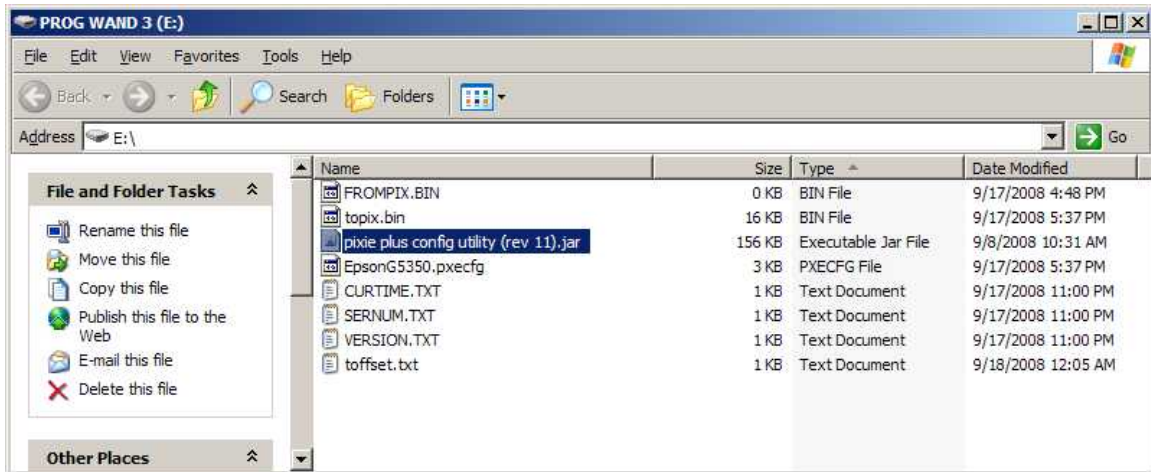 PROG WAND 3 (E:)
File Edit View Favorites Tools Help
Back Search Folders
Address E:\ Go
File and Folder Tasks
Rename this file
Move this file
Copy this file
Publish this file to the
Web
E-mail this file
Delete this file
Other Places
Name Size Type Date Modified
FROMPIX.BIN 0 KB BIN File 9/17/2008 4:48 PM
topix.bin 16 KB BIN File 9/17/2008 5:37 PM
pixie plus config utility (rev 11).jar 156 KB Executable Jar File 9/8/2008 10:31 AM
EpsonG5350.pxecfg 3 KB PXECFG File 9/17/2008 5:37 PM
CURTIME.TXT 1 KB Text Document 9/17/2008 11:00 PM
SERNUM.TXT 1 KB Text Document 9/17/2008 11:00 PM
VERSION.TXT 1 KB Text Document 9/17/2008 11:00 PM
toffset.txt 1 KB Text Document 9/18/2008 12:05 AM